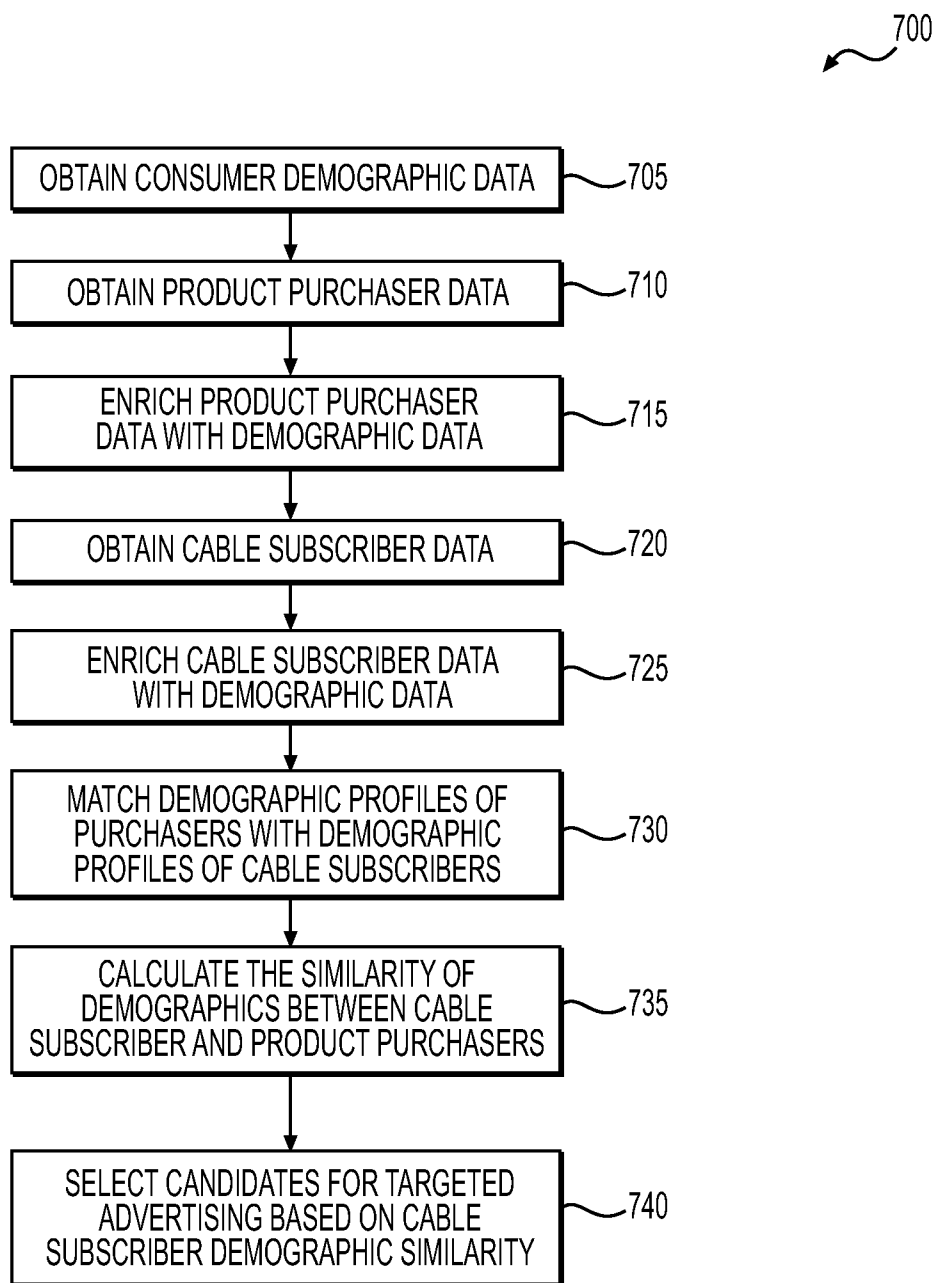 700
OBTAIN CONSUMER DEMOGRAPHIC DATA
705
OBTAIN PRODUCT PURCHASER DATA
710
ENRICH PRODUCT PURCHASER
DATA WITH DEMOGRAPHIC DATA
715
OBTAIN CABLE SUBSCRIBER DATA
720
ENRICH CABLE SUBSCRIBER DATA
WITH DEMOGRAPHIC DATA
725
MATCH DEMOGRAPHIC PROFILES OF
PURCHASERS WITH DEMOGRAPHIC
PROFILES OF CABLE SUBSCRIBERS
730
CALCULATE THE SIMILARITY OF
DEMOGRAPHICS BETWEEN CABLE
SUBSCRIBER AND PRODUCT PURCHASERS
735
SELECT CANDIDATES FOR TARGETED
ADVERTISING BASED ON CABLE
SUBSCRIBER DEMOGRAPHIC SIMILARITY
740